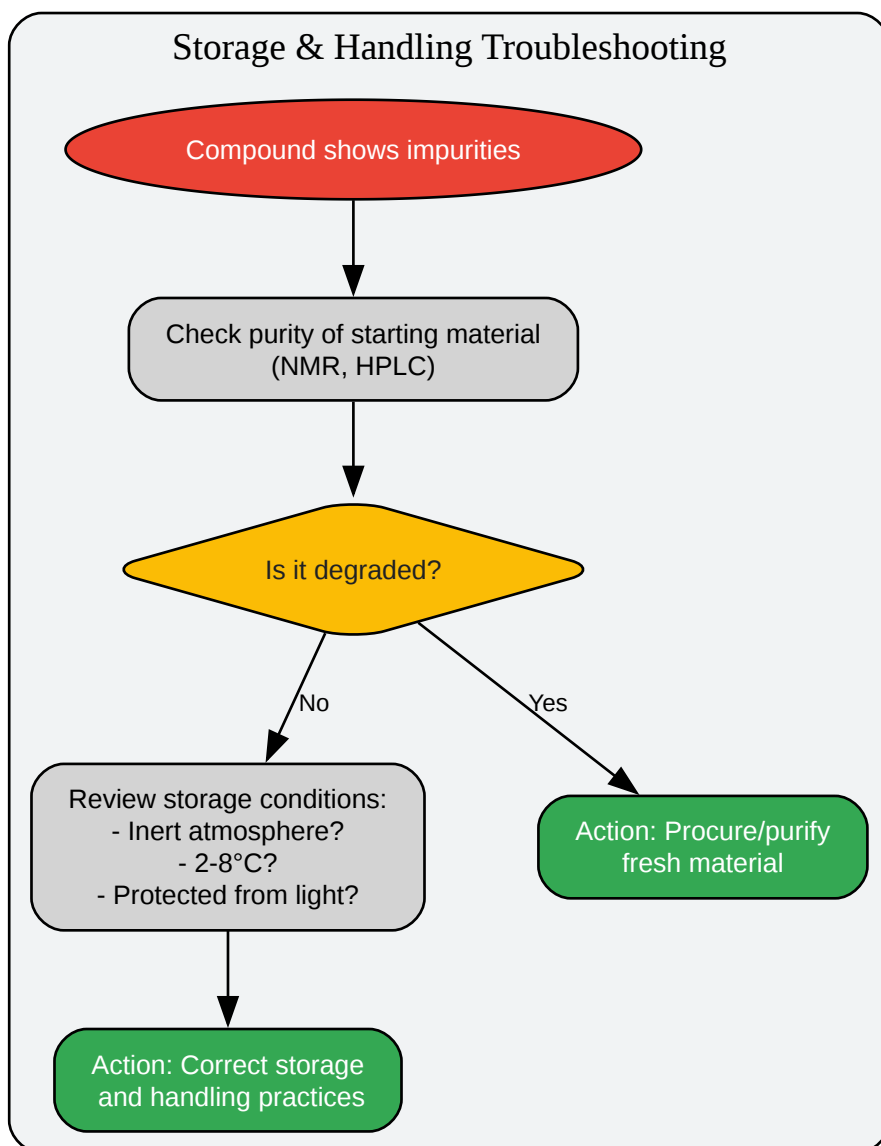 Storage & Handling Troubleshooting
Compound shows impurities
Check purity of starting material
(NMR, HPLC)
Is it degraded?
No
Yes
Review storage conditions:
- Inert atmosphere?
- 2-8°C?
- Protected from light?
Action: Procure/purify
fresh material
Action: Correct storage
and handling practices